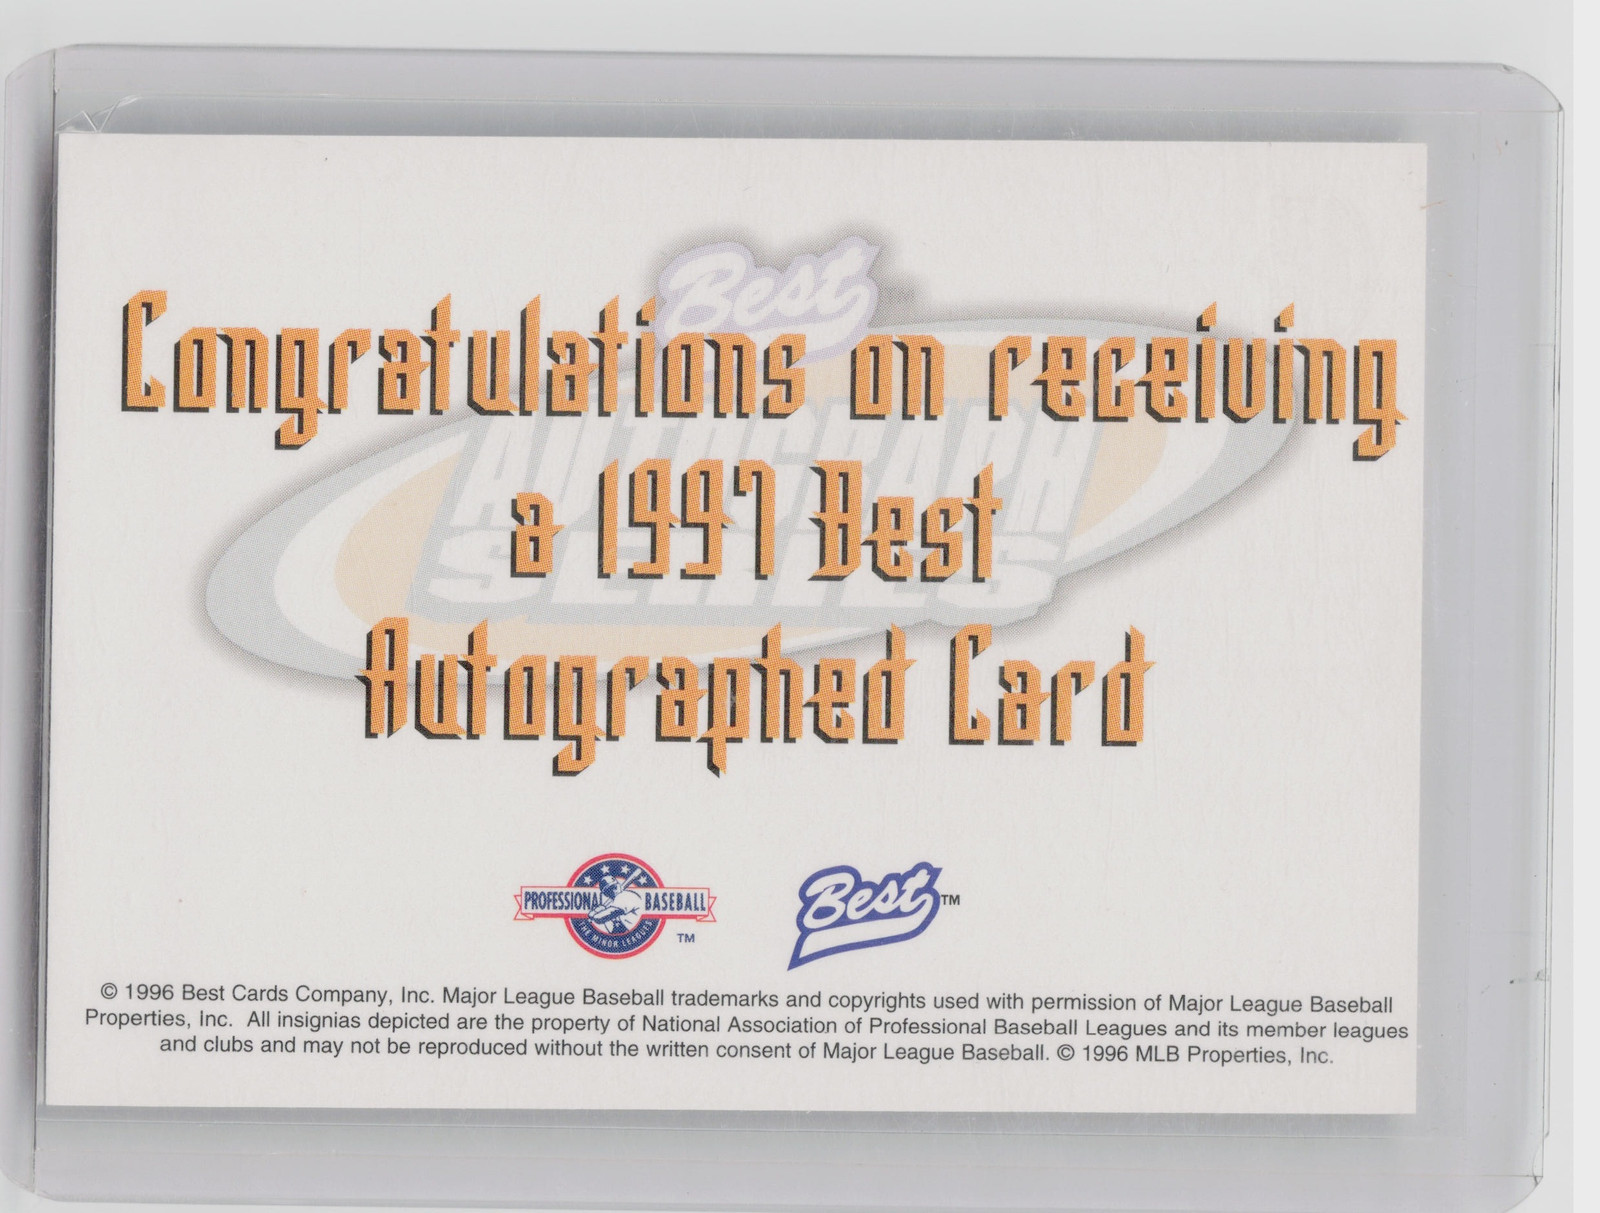 Best TM
AUTOGRAPH
SERIES
Congratulations on receiving
a 1997 Best
Autographed Card
PROFESSIONAL BASEBALL
THE MINOR LEAGUES
TM
Best TM
© 1996 Best Cards Company, Inc. Major League Baseball trademarks and copyrights used with permission of Major League Baseball
Properties, Inc. All insignias depicted are the property of National Association of Professional Baseball Leagues and its member leagues
and clubs and may not be reproduced without the written consent of Major League Baseball. © 1996 MLB Properties, Inc.